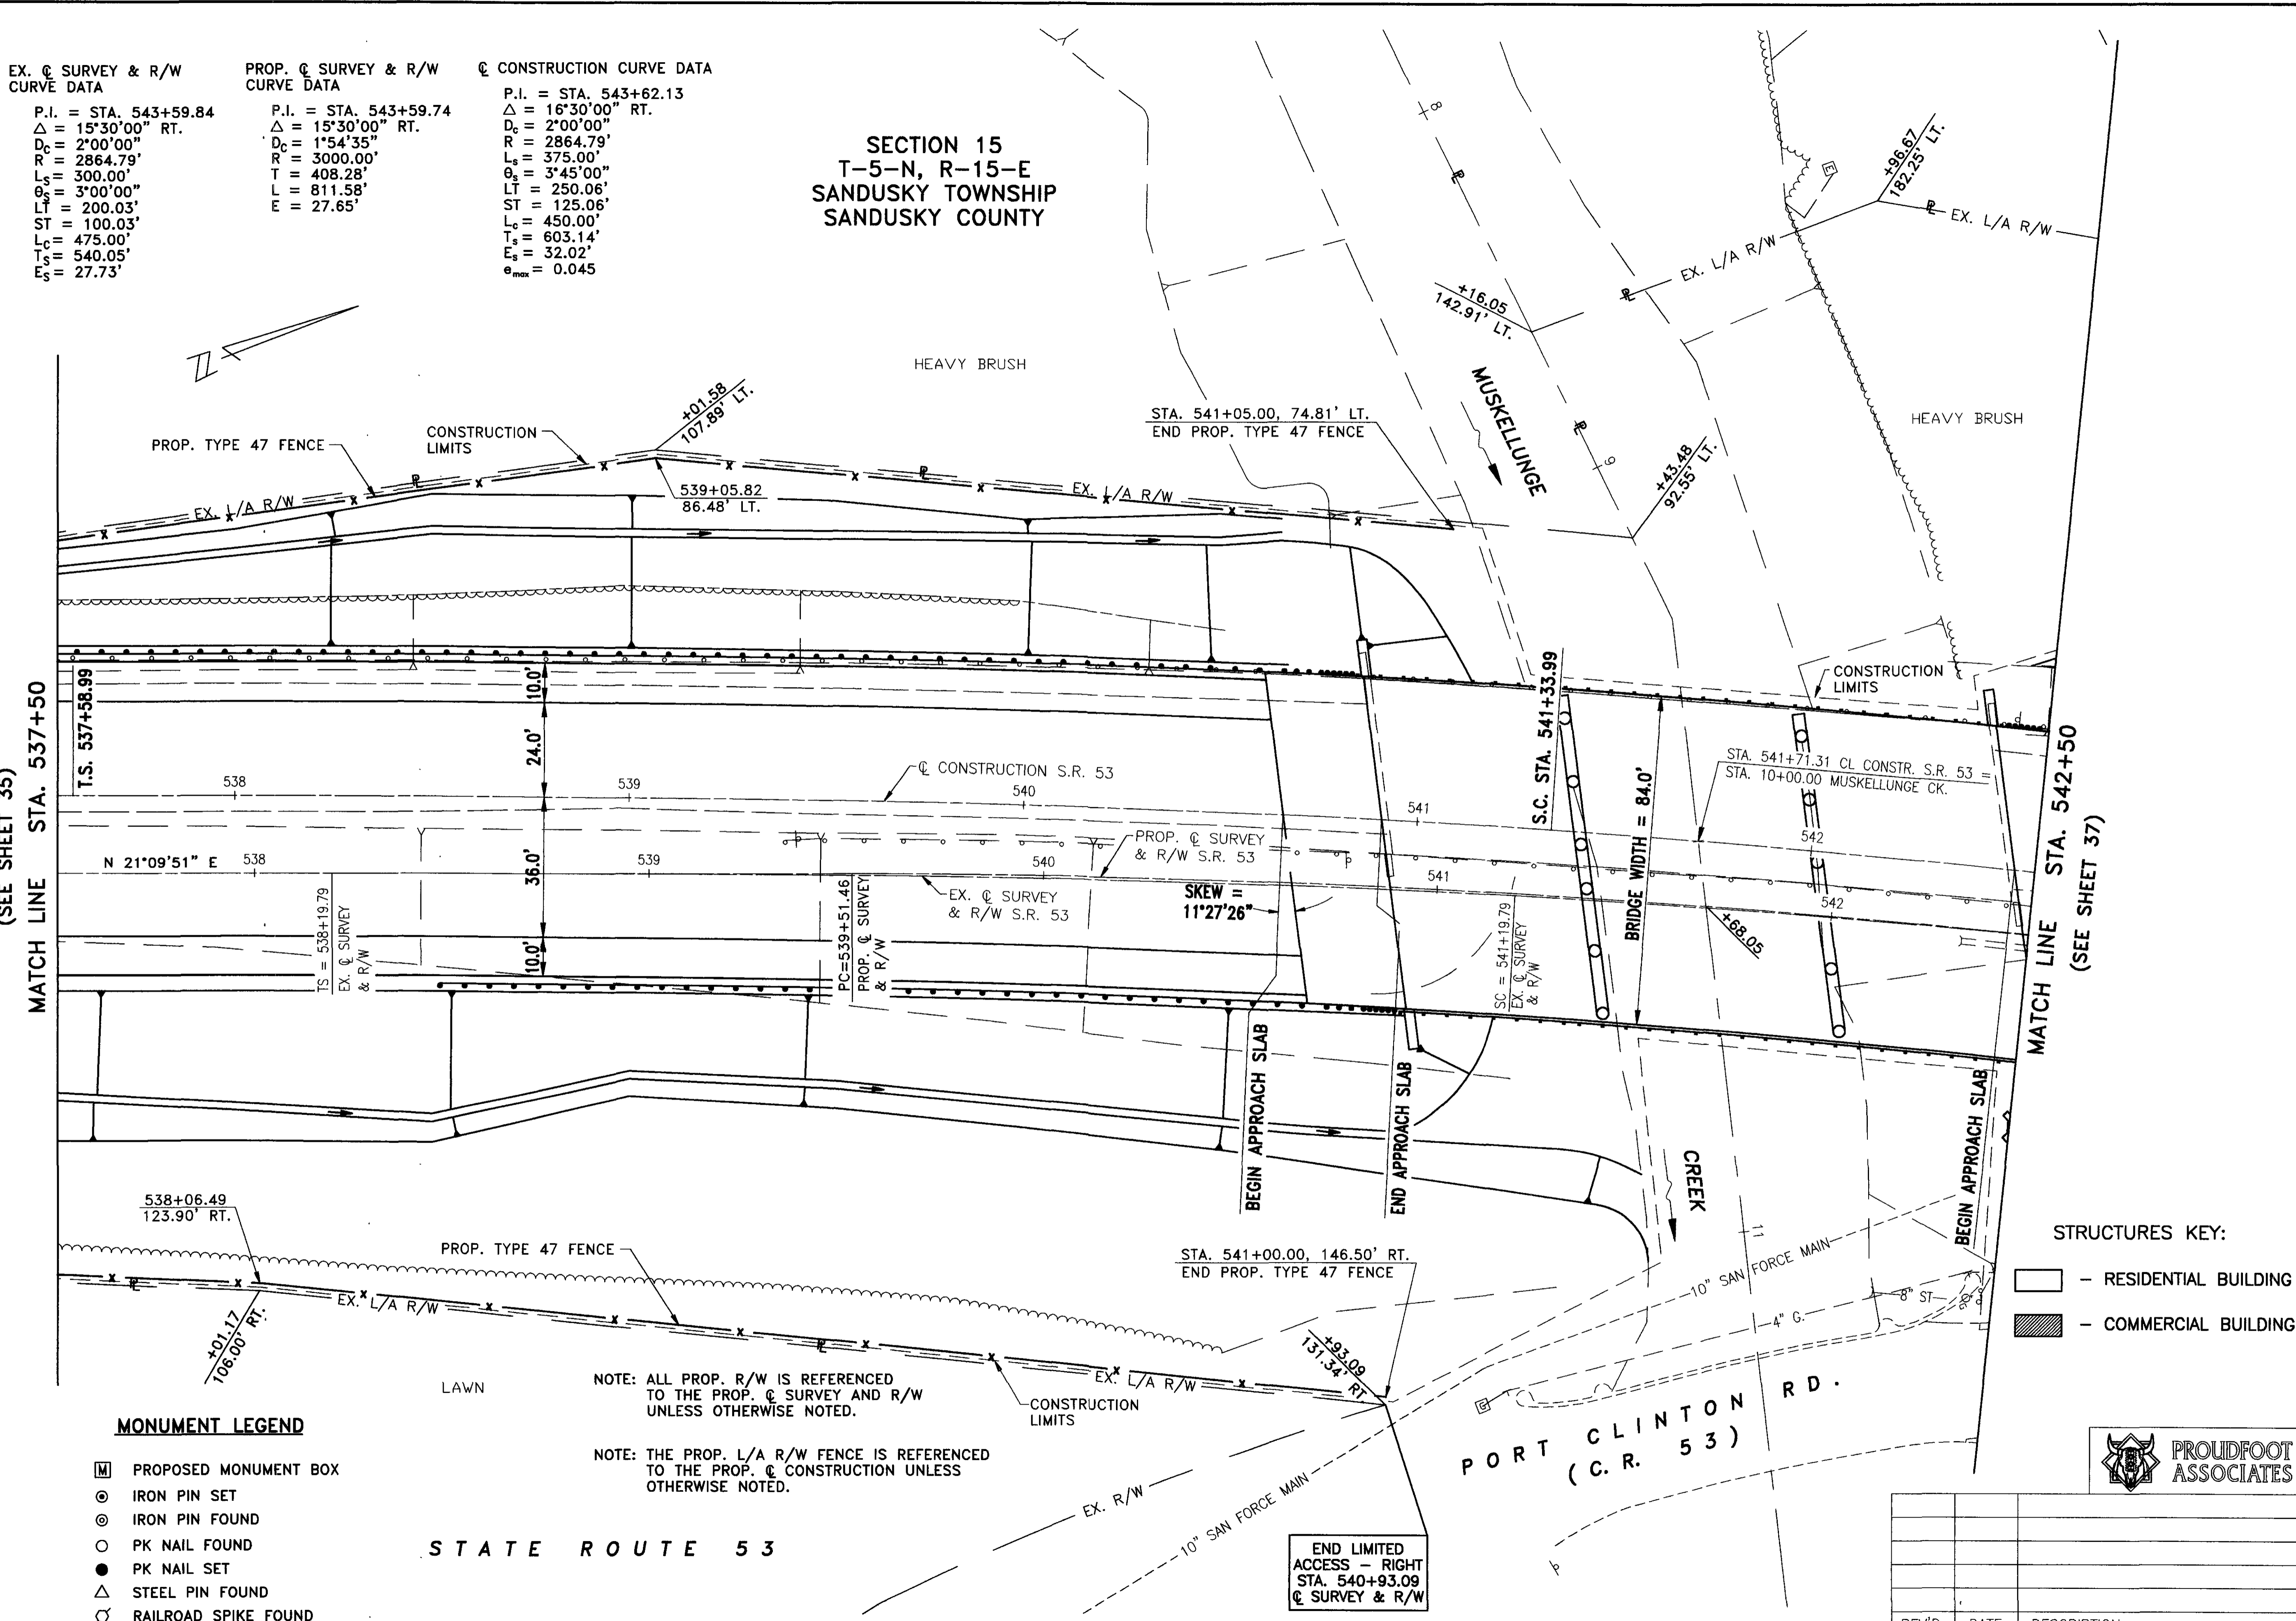 EX. ℄ SURVEY & R/W
CURVE DATA
P.I. = STA. 543+59.84
△ = 15°30'00" RT.
Dc = 2°00'00"
R = 2864.79'
Ls = 300.00'
θs = 3°00'00"
LT = 200.03'
ST = 100.03'
Lc = 475.00'
Ts = 540.05'
Es = 27.73'
PROP. ℄ SURVEY & R/W
CURVE DATA
P.I. = STA. 543+59.74
△ = 15°30'00" RT.
Dc = 1°54'35"
R = 3000.00'
T = 408.28'
L = 811.58'
E = 27.65'
℄ CONSTRUCTION CURVE DATA
P.I. = STA. 543+62.13
△ = 16°30'00" RT.
Dc = 2°00'00"
R = 2864.79'
Ls = 375.00'
θs = 3°45'00"
LT = 250.06'
ST = 125.06'
Lc = 450.00'
Ts = 603.14'
Es = 32.02'
emax = 0.045
SECTION 15
T-5-N, R-15-E
SANDUSKY TOWNSHIP
SANDUSKY COUNTY
8
+96.67
182.25' LT.
E
EX. L/A R/W
EX. L/A R/W
+16.05
142.91' LT.
HEAVY BRUSH
HEAVY BRUSH
MUSKELLUNGE
9
+43.48
92.55' LT.
+01.58
107.89' LT.
STA. 541+05.00, 74.81' LT.
END PROP. TYPE 47 FENCE
PROP. TYPE 47 FENCE
CONSTRUCTION
LIMITS
EX. L/A R/W
539+05.82
86.48' LT.
EX. L/A R/W
(SEE SHEET 35)
MATCH LINE STA. 537+50
T.S. 537+58.99
10.0'
24.0'
36.0'
10.0'
538
539
540
541
542
℄ CONSTRUCTION S.R. 53
S.C. STA. 541+33.99
BRIDGE WIDTH = 84.0'
CONSTRUCTION
LIMITS
STA. 541+71.31 CL CONSTR. S.R. 53 =
STA. 10+00.00 MUSKELLUNGE CK.
MATCH LINE STA. 542+50
(SEE SHEET 37)
N 21°09'51" E
538
539
540
541
542
PROP. ℄ SURVEY
& R/W S.R. 53
EX. ℄ SURVEY
& R/W S.R. 53
SKEW =
11°27'26"
TS = 538+19.79
EX. ℄ SURVEY
& R/W
PC=539+51.46
PROP. ℄ SURVEY
& R/W
SC = 541+19.79
EX. ℄ SURVEY
& R/W
+68.05
BEGIN APPROACH SLAB
END APPROACH SLAB
BEGIN APPROACH SLAB
CREEK
11
538+06.49
123.90' RT.
PROP. TYPE 47 FENCE
STA. 541+00.00, 146.50' RT.
END PROP. TYPE 47 FENCE
10" SAN FORCE MAIN
8" ST
4" G.
G
EX. L/A R/W
+01.17
106.00' RT.
EX. L/A R/W
+93.09
131.34' RT
CONSTRUCTION
LIMITS
LAWN
NOTE: ALL PROP. R/W IS REFERENCED
TO THE PROP. ℄ SURVEY AND R/W
UNLESS OTHERWISE NOTED.
NOTE: THE PROP. L/A R/W FENCE IS REFERENCED
TO THE PROP. ℄ CONSTRUCTION UNLESS
OTHERWISE NOTED.
STRUCTURES KEY:
– RESIDENTIAL BUILDING
– COMMERCIAL BUILDING
PORT CLINTON RD.
(C. R. 53)
MONUMENT LEGEND
M PROPOSED MONUMENT BOX
IRON PIN SET
IRON PIN FOUND
PK NAIL FOUND
PK NAIL SET
STEEL PIN FOUND
RAILROAD SPIKE FOUND
STATE ROUTE 53
EX. R/W
10" SAN FORCE MAIN
END LIMITED
ACCESS – RIGHT
STA. 540+93.09
℄ SURVEY & R/W
PROUDFOOT
ASSOCIATES